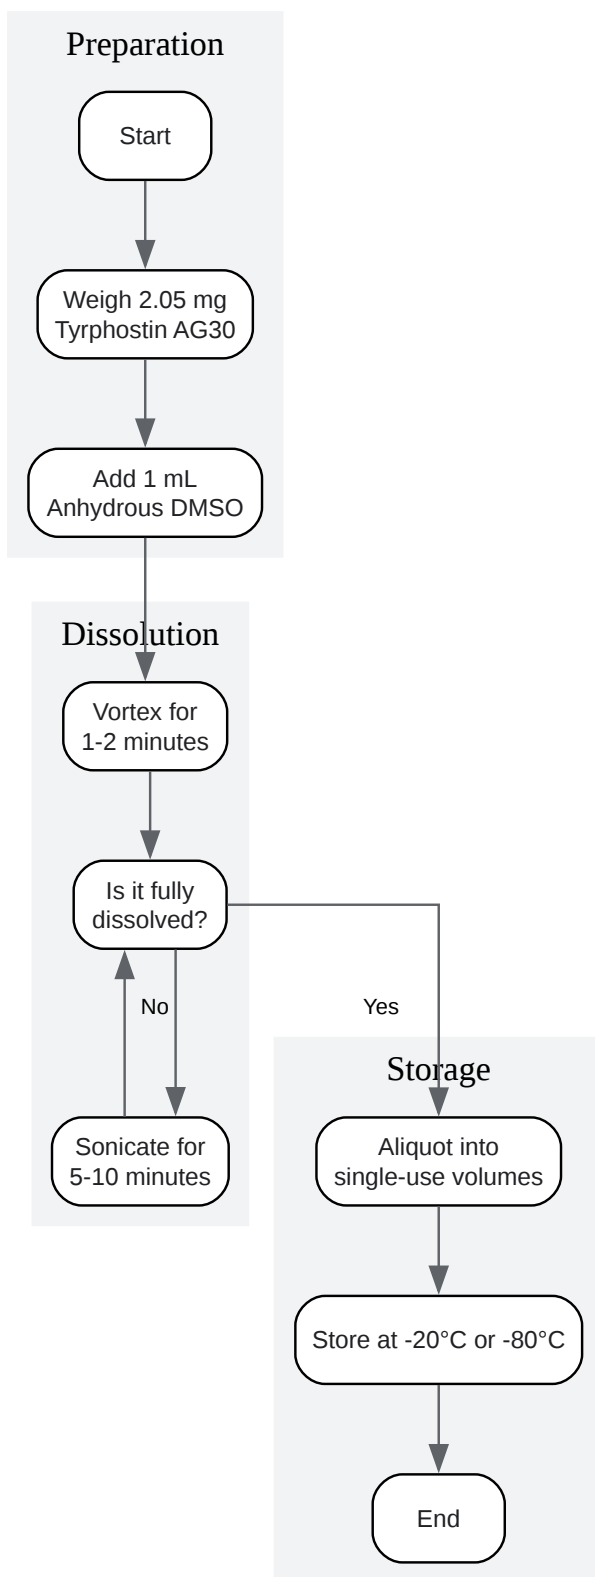 Preparation
Start
Weigh 2.05 mg
Tyrphostin AG30
Add 1 mL
Anhydrous DMSO
Dissolution
Vortex for
1-2 minutes
Is it fully
dissolved?
No
Yes
Sonicate for
5-10 minutes
Storage
Aliquot into
single-use volumes
Store at -20°C or -80°C
End